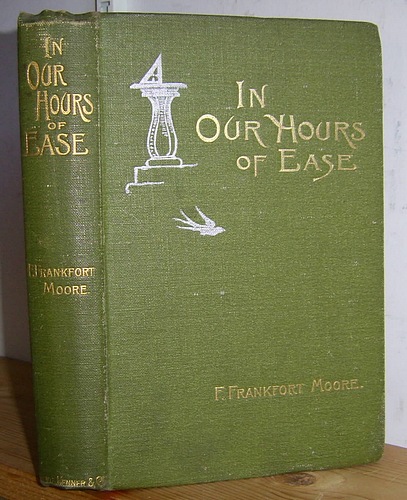 IN
OUR
HOURS
OF
EASE
F. FRANKFORT
MOORE.
IN
OUR HOURS
OF EASE
F. FRANKFORT MOORE.